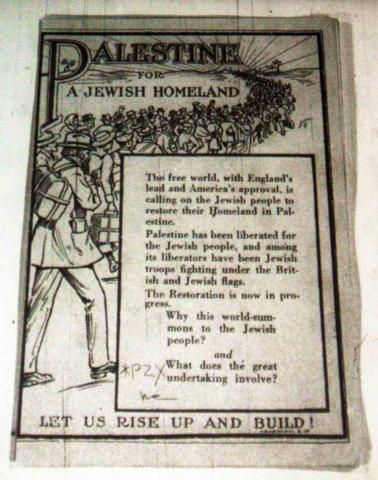 PALESTINE
FOR
A JEWISH HOMELAND
The free world, with England's
lead and America's approval, is
calling on the Jewish people to
restore their Homeland in Pal-
estine.
Palestine has been liberated for
the Jewish people, and among
its liberators have been Jewish
troops fighting under the Brit-
ish and Jewish flags.
The Restoration is now in pro-
gress.
Why this world-sum-
mons to the Jewish
people?
and
*PZX
What does the great
undertaking involve?
LET US RISE UP AND BUILD!